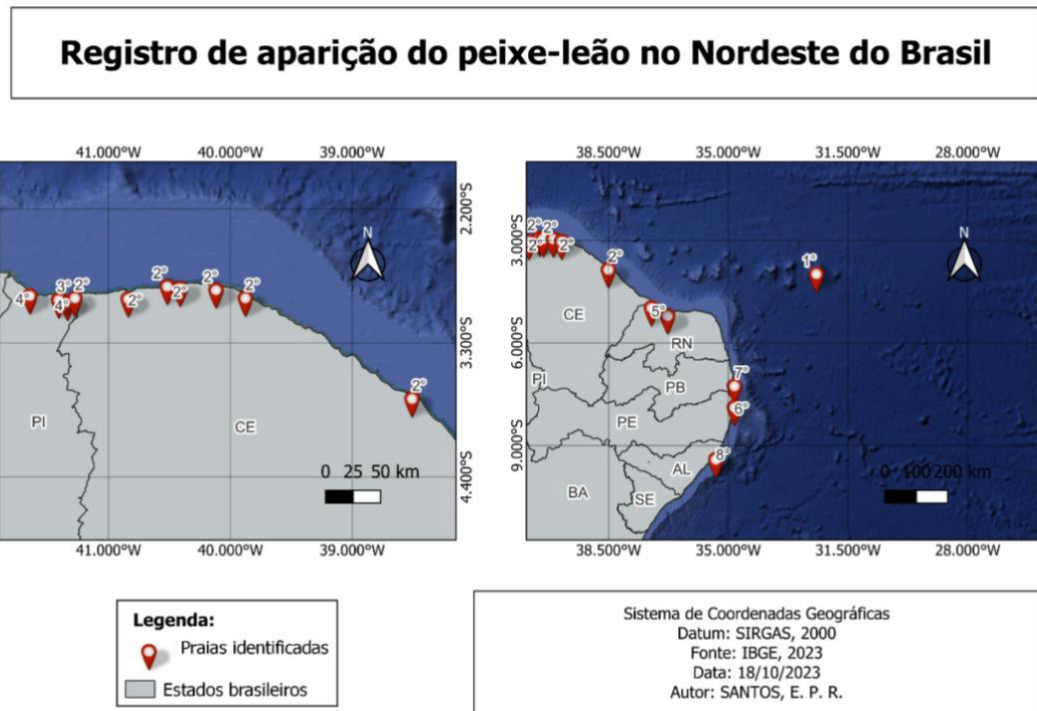 Registro de aparição do peixe-leão no Nordeste do Brasil
41.000°W 40.000°W 39.000°W
2.200°S
3.300°S
4.400°S
N
4° 3° 2°
4°
2°
2°
2°
2°
2°
2°
PI
CE
0 25 50 km
41.000°W 40.000°W 39.000°W
38.500°W 35.000°W 31.500°W 28.000°W
3.000°S
6.000°S
9.000°S
N
2° 2°
2° 2°
2°
1°
CE
5°
RN
PI
PB
7°
PE
6°
AL
8°
BA
SE
0 100 200 km
38.500°W 35.000°W 31.500°W 28.000°W
Legenda:
Praias identificadas
Estados brasileiros
Sistema de Coordenadas Geográficas
Datum: SIRGAS, 2000
Fonte: IBGE, 2023
Data: 18/10/2023
Autor: SANTOS, E. P. R.